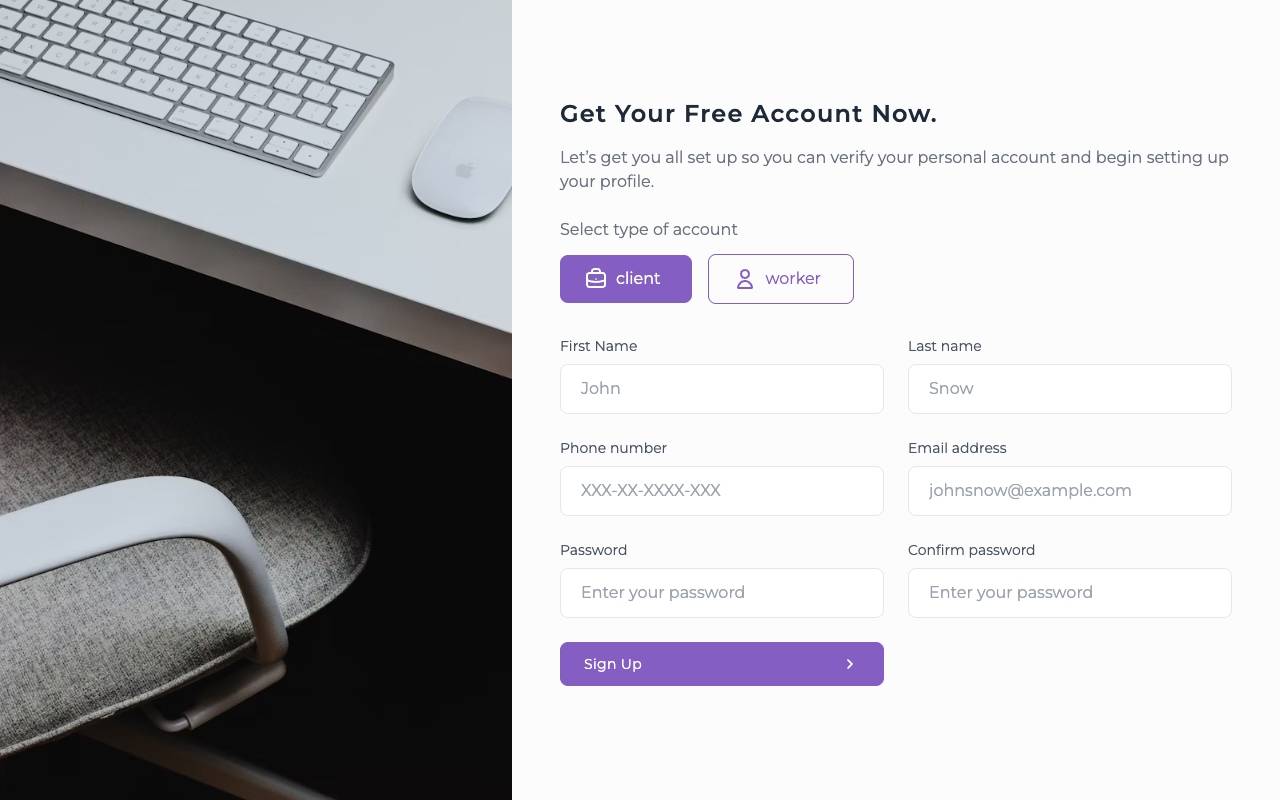 Get Your Free Account Now.
Let’s get you all set up so you can verify your personal account and begin setting up
your profile.
Select type of account
client worker
First Name Last name
John Snow
Phone number Email address
XXX-XX-XXXX-XXX johnsnow@example.com
Password Confirm password
Enter your password Enter your password
Sign Up